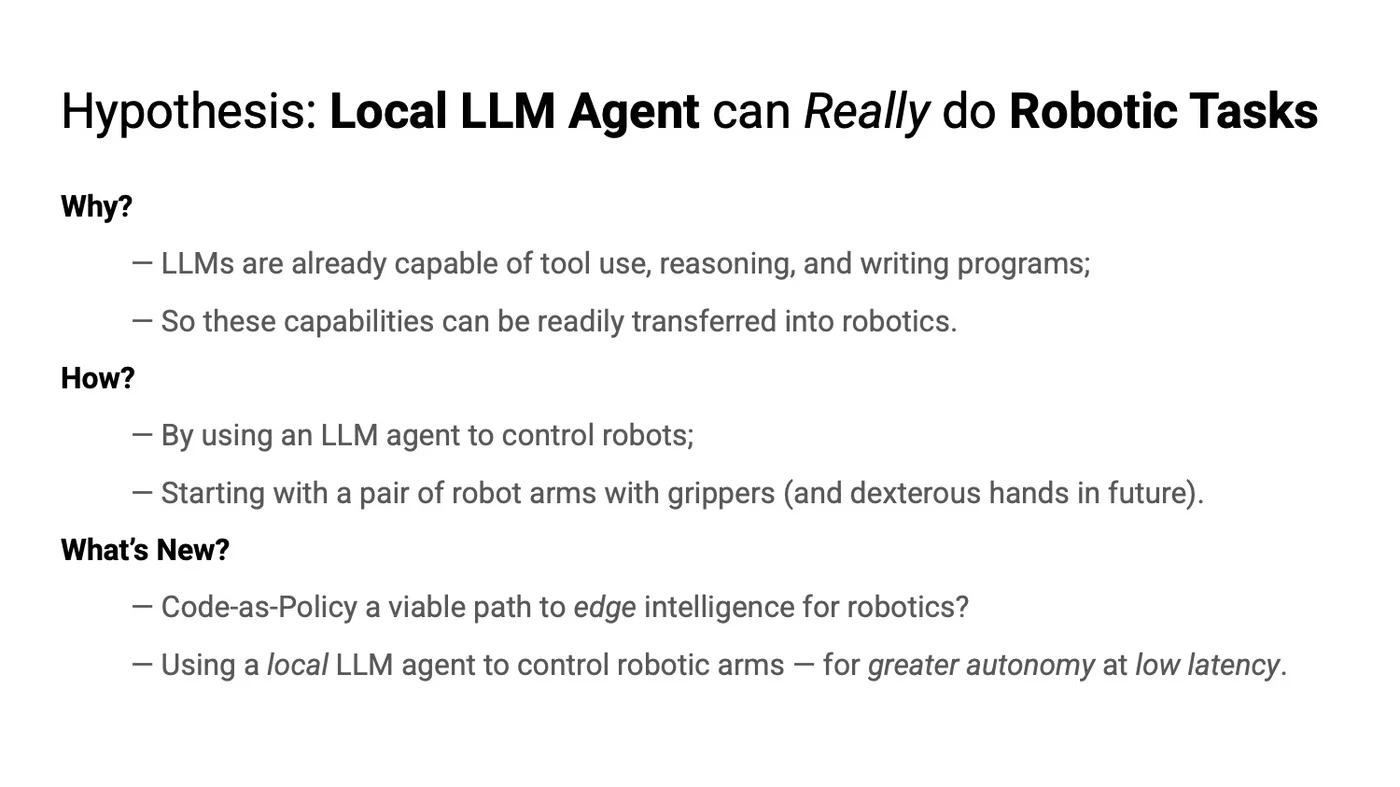 Hypothesis: Local LLM Agent can Really do Robotic Tasks
Why?
— LLMs are already capable of tool use, reasoning, and writing programs;
— So these capabilities can be readily transferred into robotics.
How?
— By using an LLM agent to control robots;
— Starting with a pair of robot arms with grippers (and dexterous hands in future).
What’s New?
— Code-as-Policy a viable path to edge intelligence for robotics?
— Using a local LLM agent to control robotic arms — for greater autonomy at low latency.